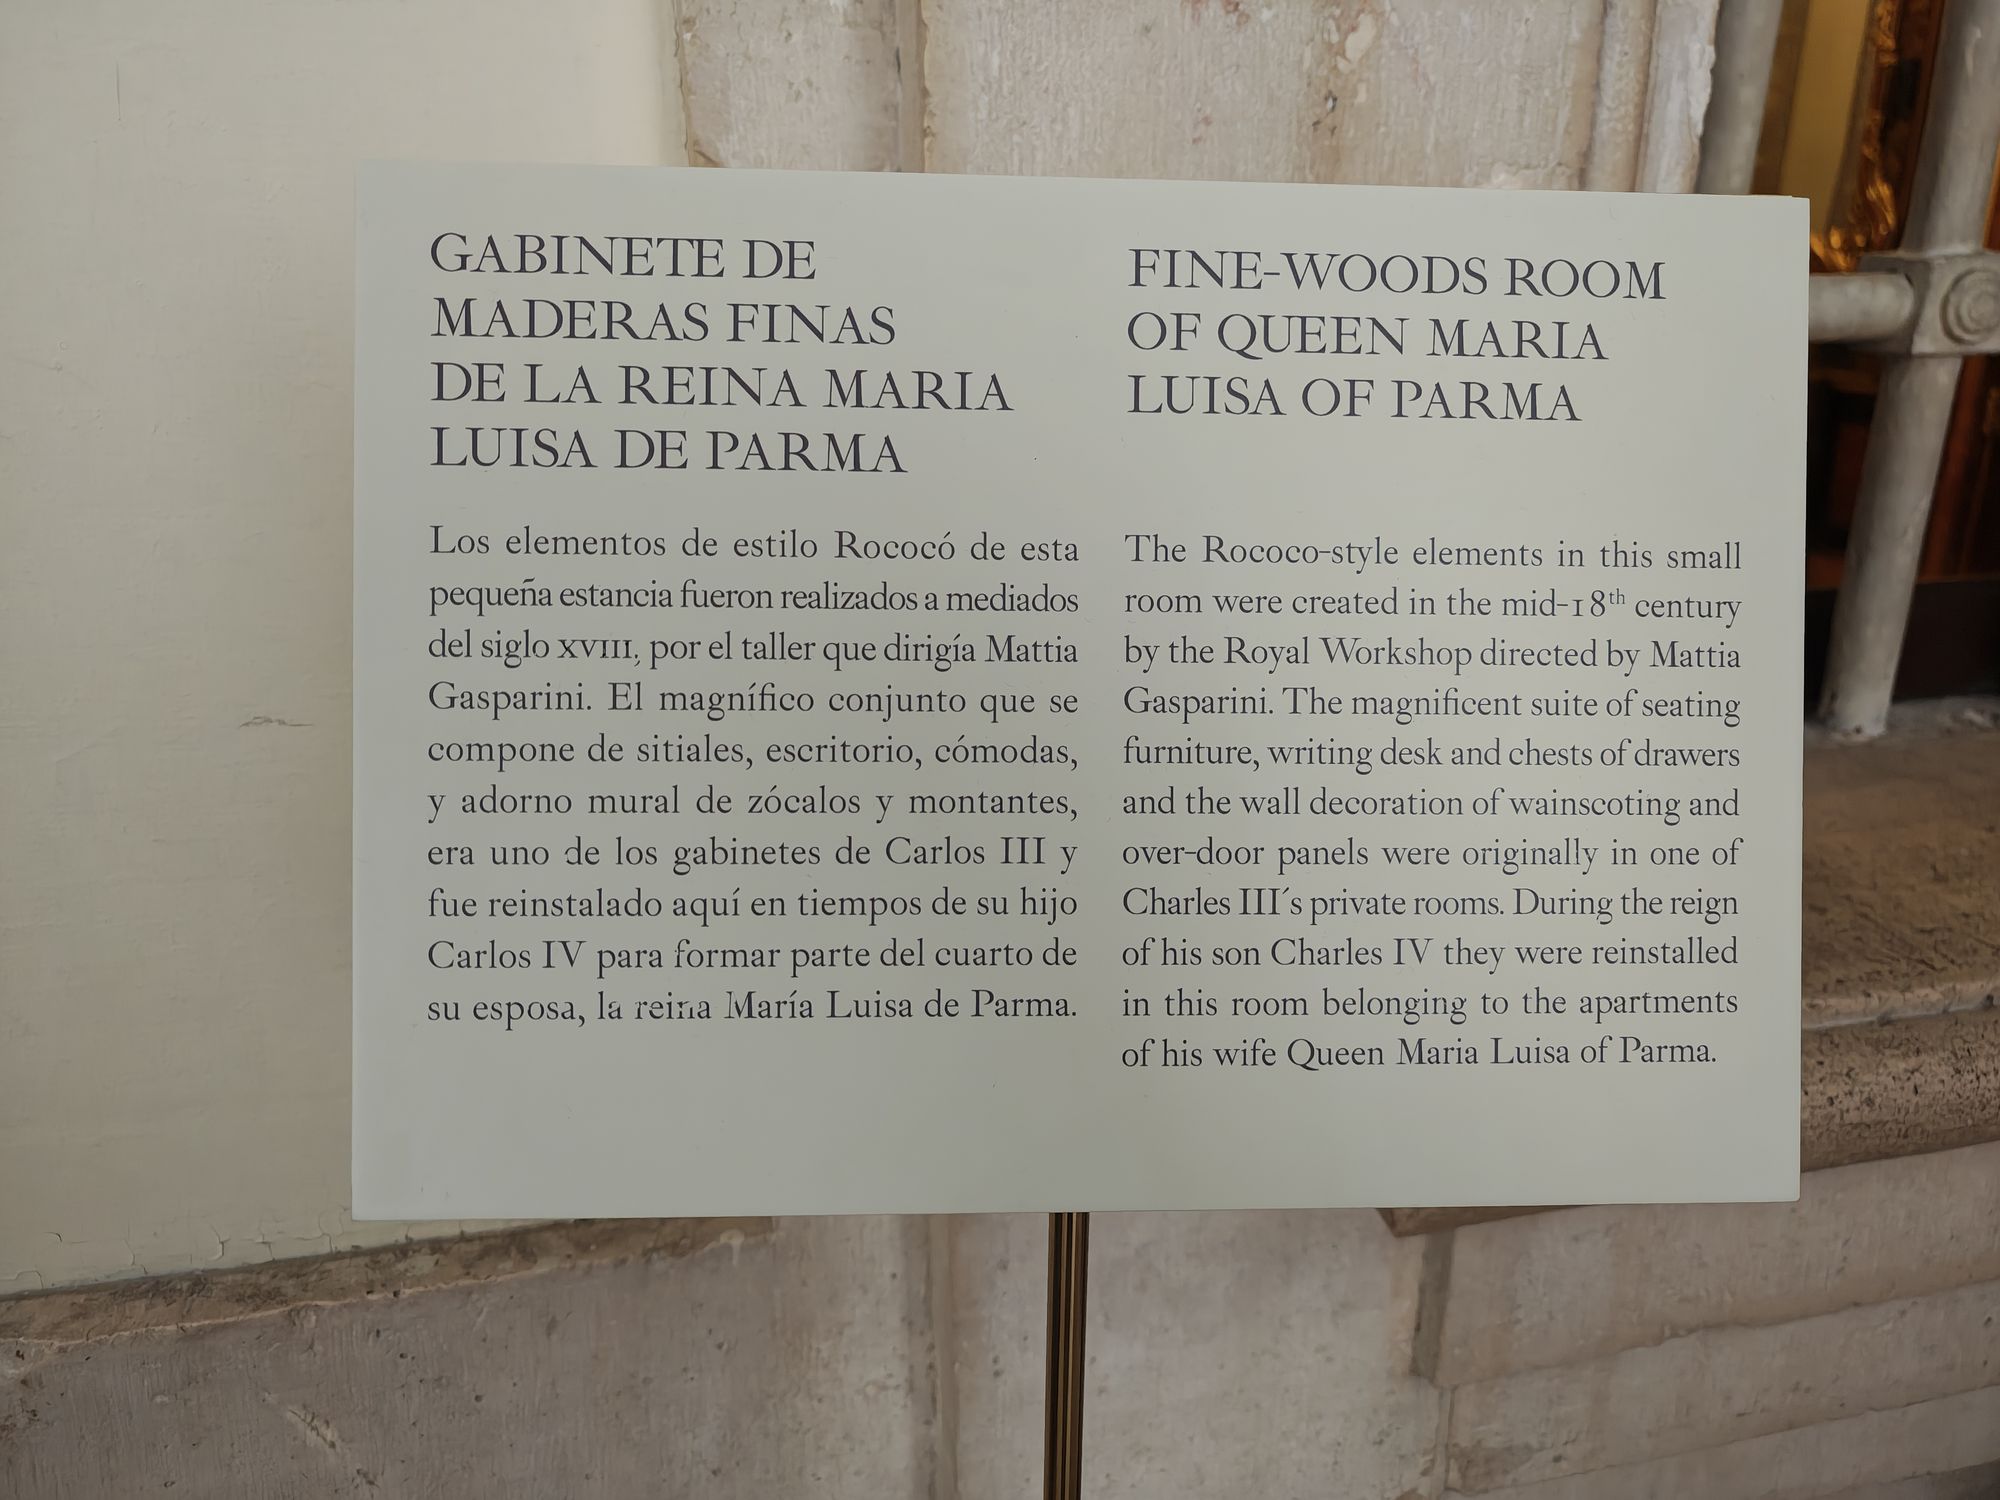 GABINETE DE
MADERAS FINAS
DE LA REINA MARIA
LUISA DE PARMA
Los elementos de estilo Rococó de esta
pequeña estancia fueron realizados a mediados
del siglo XVIII, por el taller que dirigía Mattia
Gasparini. El magnífico conjunto que se
compone de sitiales, escritorio, cómodas,
y adorno mural de zócalos y montantes,
era uno de los gabinetes de Carlos III y
fue reinstalado aquí en tiempos de su hijo
Carlos IV para formar parte del cuarto de
su esposa, la reina María Luisa de Parma.
FINE-WOODS ROOM
OF QUEEN MARIA
LUISA OF PARMA
The Rococo-style elements in this small
room were created in the mid-18th century
by the Royal Workshop directed by Mattia
Gasparini. The magnificent suite of seating
furniture, writing desk and chests of drawers
and the wall decoration of wainscoting and
over-door panels were originally in one of
Charles III´s private rooms. During the reign
of his son Charles IV they were reinstalled
in this room belonging to the apartments
of his wife Queen Maria Luisa of Parma.